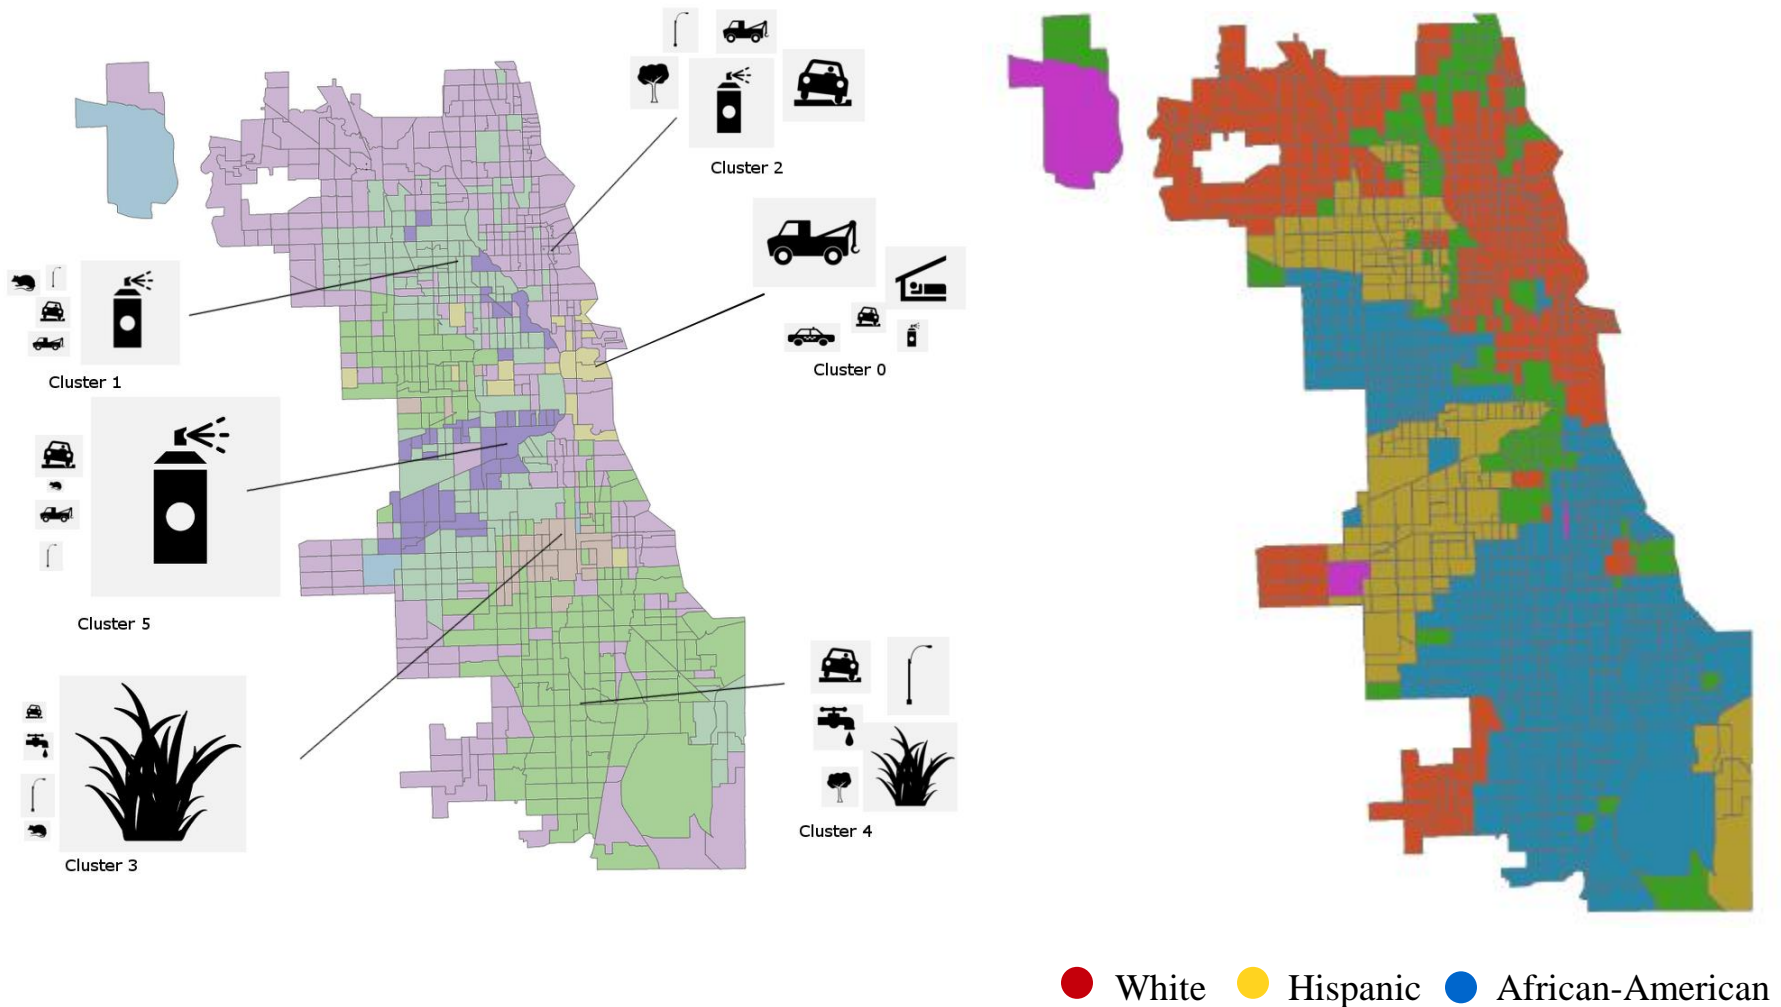 Cluster 2
Cluster 0
Cluster 1
Cluster 5
Cluster 4
Cluster 3
White Hispanic African-American